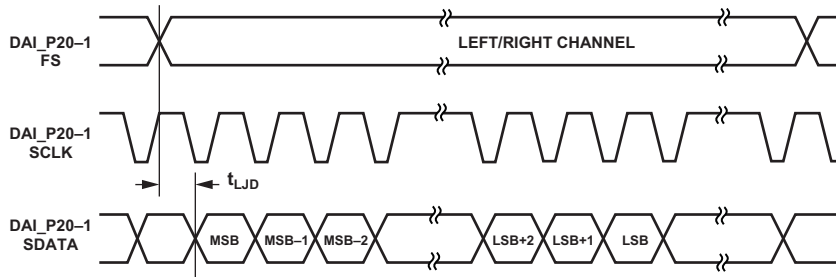 DAI_P20–1
FS
LEFT/RIGHT CHANNEL
DAI_P20–1
SCLK
tLJD
DAI_P20–1
SDATA
MSB MSB–1 MSB–2 LSB+2 LSB+1 LSB